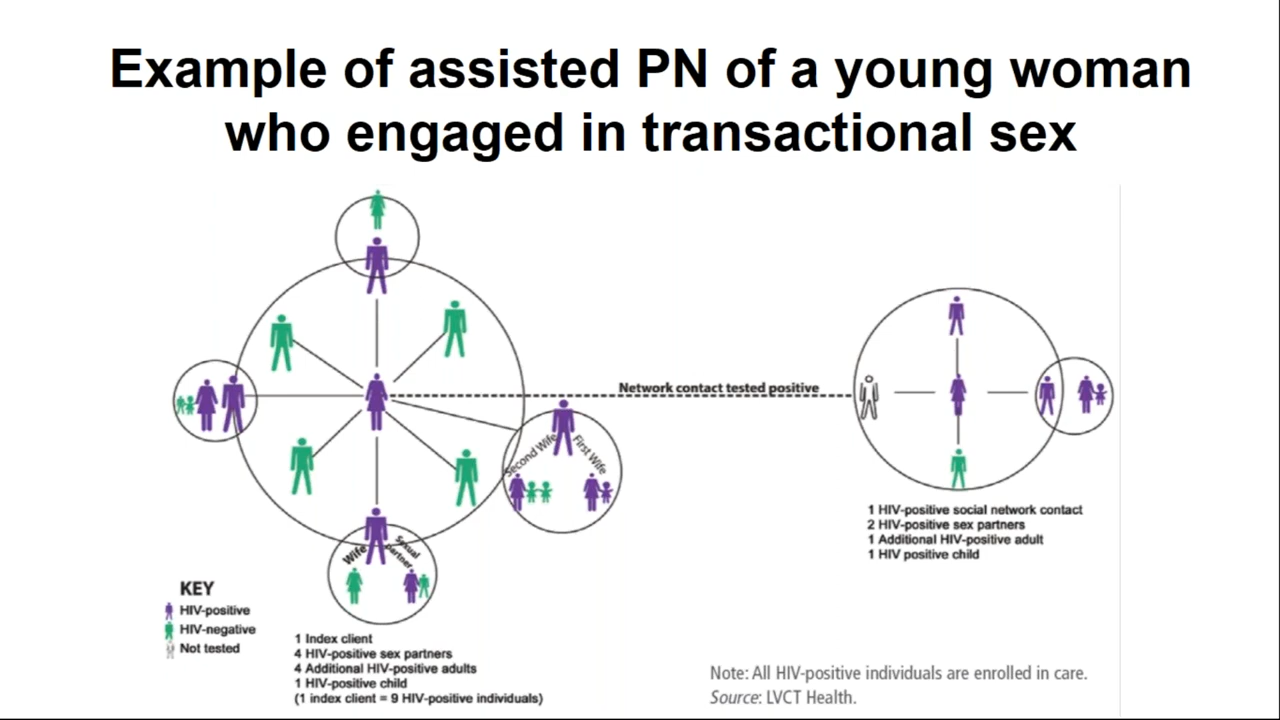 Example of assisted PN of a young woman
who engaged in transactional sex
Network contact tested positive
Second Wife
First Wife
Wife
Sexual
partner
1 HIV-positive social network contact
2 HIV-positive sex partners
1 Additional HIV-positive adult
1 HIV positive child
KEY
HIV-positive
HIV-negative
Not tested
1 Index client
4 HIV-positive sex partners
4 Additional HIV-positive adults
1 HIV-positive child
(1 index client = 9 HIV-positive individuals)
Note: All HIV-positive individuals are enrolled in care.
Source: LVCT Health.